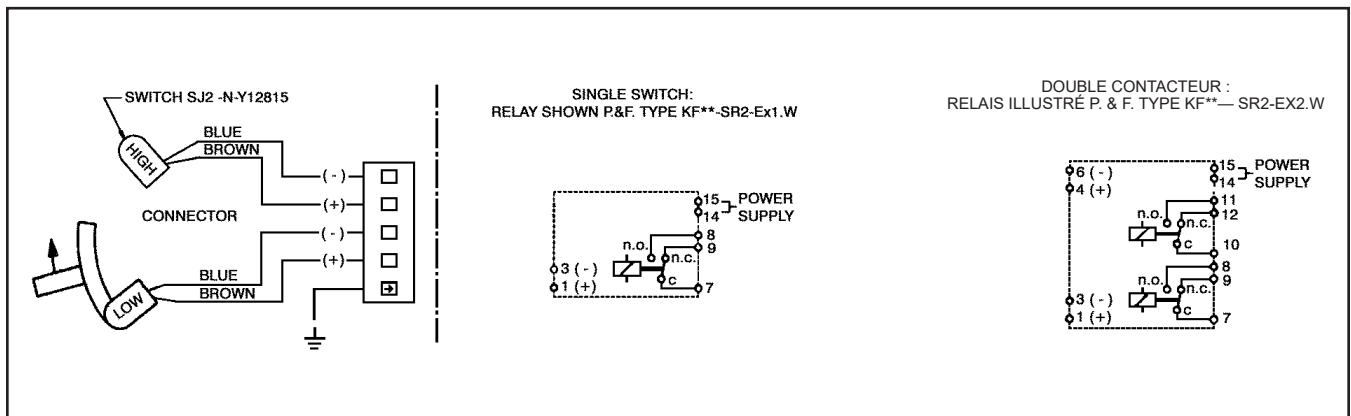 SWITCH SJ2 -N-Y12815
BLUE
BROWN
HIGH
(-)
(+)
CONNECTOR
(-)
(+)
BLUE
BROWN
LOW
SINGLE SWITCH:
RELAY SHOWN P.&F. TYPE KF**-SR2-Ex1.W
15
14
POWER
SUPPLY
8
9
n.o.
n.c.
c
3 (-)
1 (+)
7
DOUBLE CONTACTEUR :
RELAIS ILLUSTRÉ P. & F. TYPE KF**— SR2-EX2.W
6 (-)
4 (+)
15
14
POWER
SUPPLY
11
12
n.o.
n.c.
c
10
8
9
n.o.
n.c.
c
3 (-)
1 (+)
7